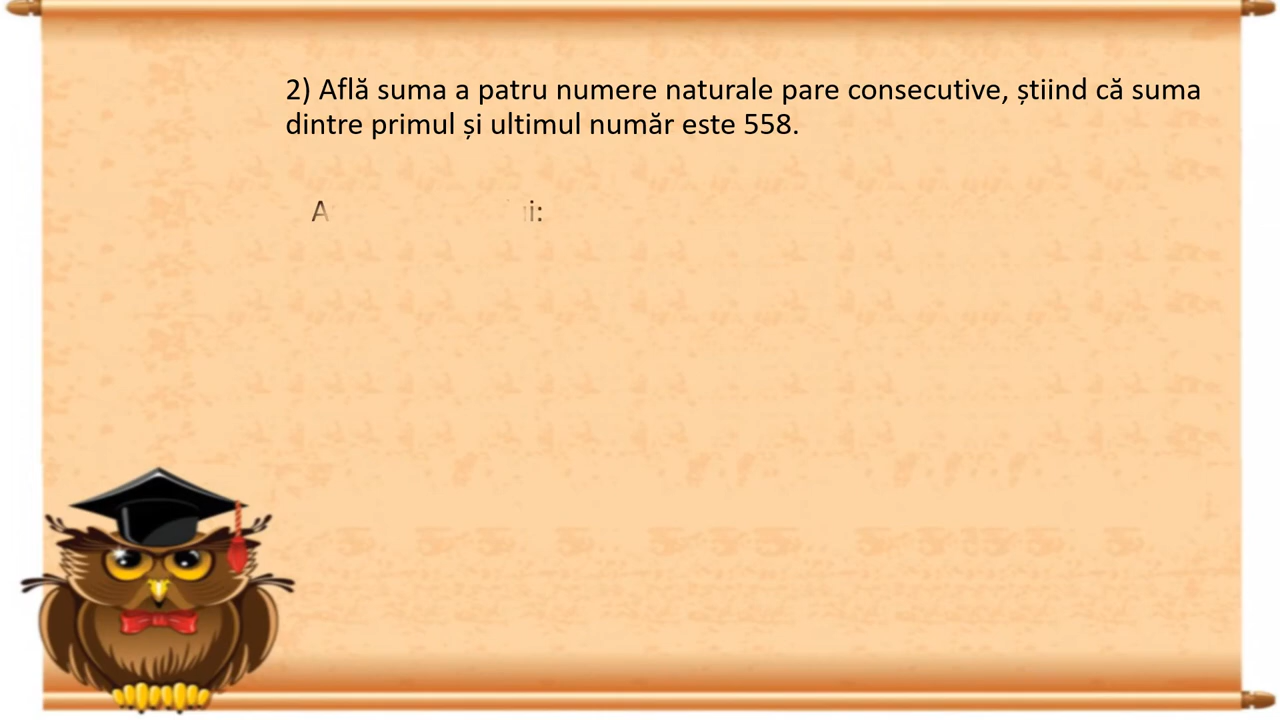 2) Află suma a patru numere naturale pare consecutive, știind că suma
dintre primul și ultimul număr este 558.